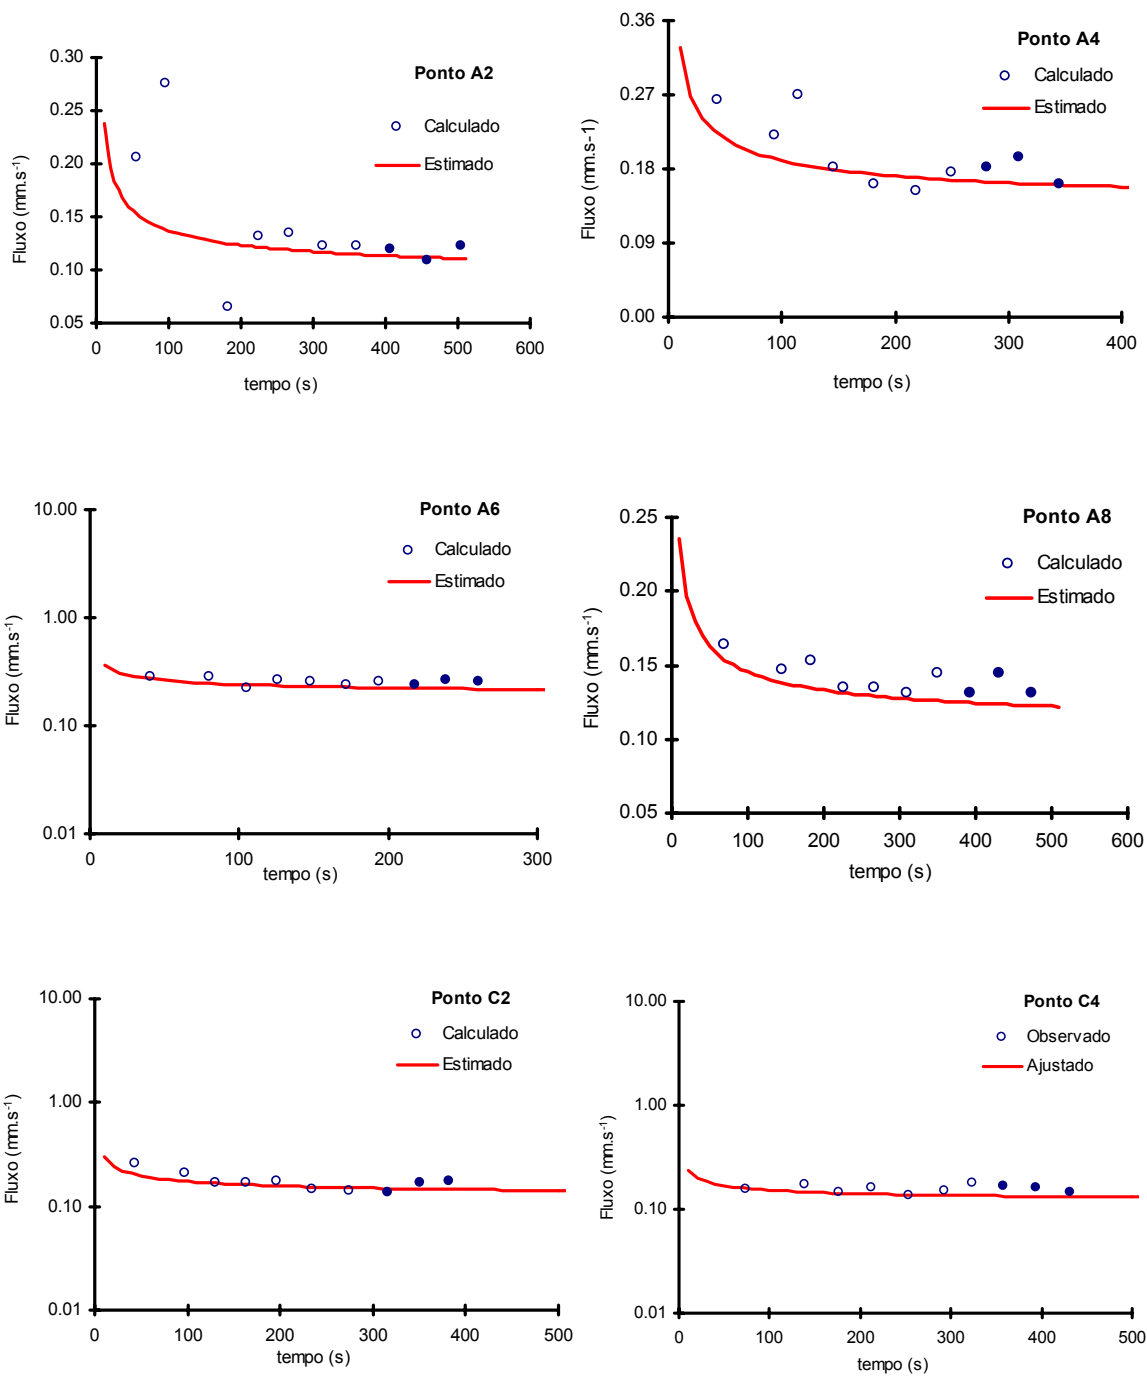 Ponto A2
Calculado
Estimado
0.30
0.25
0.20
0.15
0.10
0.05
Fluxo (mm.s⁻¹)
0 100 200 300 400 500 600
tempo (s)
Ponto A4
Calculado
Estimado
0.36
0.27
0.18
0.09
0.00
Fluxo (mm.s-1)
0 100 200 300 400
tempo (s)
Ponto A6
Calculado
Estimado
10.00
1.00
0.10
0.01
Fluxo (mm.s⁻¹)
0 100 200 300
tempo (s)
Ponto A8
Calculado
Estimado
0.25
0.20
0.15
0.10
0.05
Fluxo (mm.s⁻¹)
0 100 200 300 400 500 600
tempo (s)
Ponto C2
Calculado
Estimado
10.00
1.00
0.10
0.01
Fluxo (mm.s⁻¹)
0 100 200 300 400 500
tempo (s)
Ponto C4
Observado
Ajustado
10.00
1.00
0.10
0.01
Fluxo (mm.s⁻¹)
0 100 200 300 400 500
tempo (s)